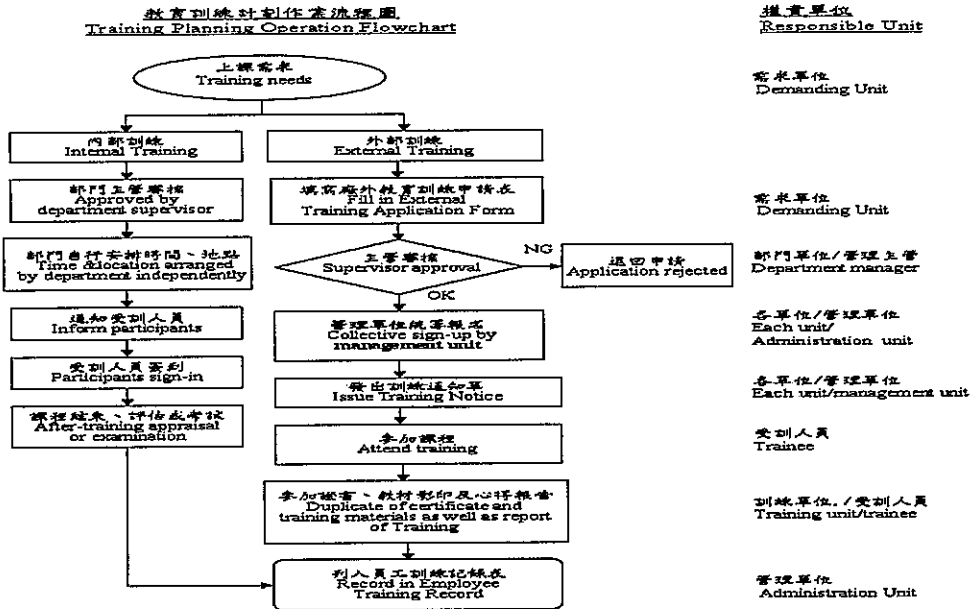 教育訓練計劃作業流程圖
Training Planning Operation Flowchart
權責單位
Responsible Unit
上課需求
Training needs
需求單位
Demanding Unit
內部訓練
Internal Training
外部訓練
External Training
部門主管審核
Approved by
department supervisor
填寫廠外教育訓練申請表
Fill in External
Training Application Form
需求單位
Demanding Unit
部門自行安排時間、地點
Time &location arranged
by department independently
主管審核
Supervisor approval
NG
退回申請
Application rejected
部門單位/管理主管
Department manager
OK
通知受訓人員
Inform participants
管理單位統籌報名
Collective sign-up by
management unit
各單位/管理單位
Each unit/
Administration unit
受訓人員簽到
Participants sign-in
發出訓練通知單
Issue Training Notice
各單位/管理單位
Each unit/management unit
課程結束、評估或考試
After-training appraisal
or examination
參加課程
Attend training
受訓人員
Trainee
參加證書、教材影印及心得報告
Duplicate of certificate and
training materials as well as report
of Training
訓練單位./受訓人員
Training unit/trainee
列入員工訓練記錄表
Record in Employee
Training Record
管理單位
Administration Unit